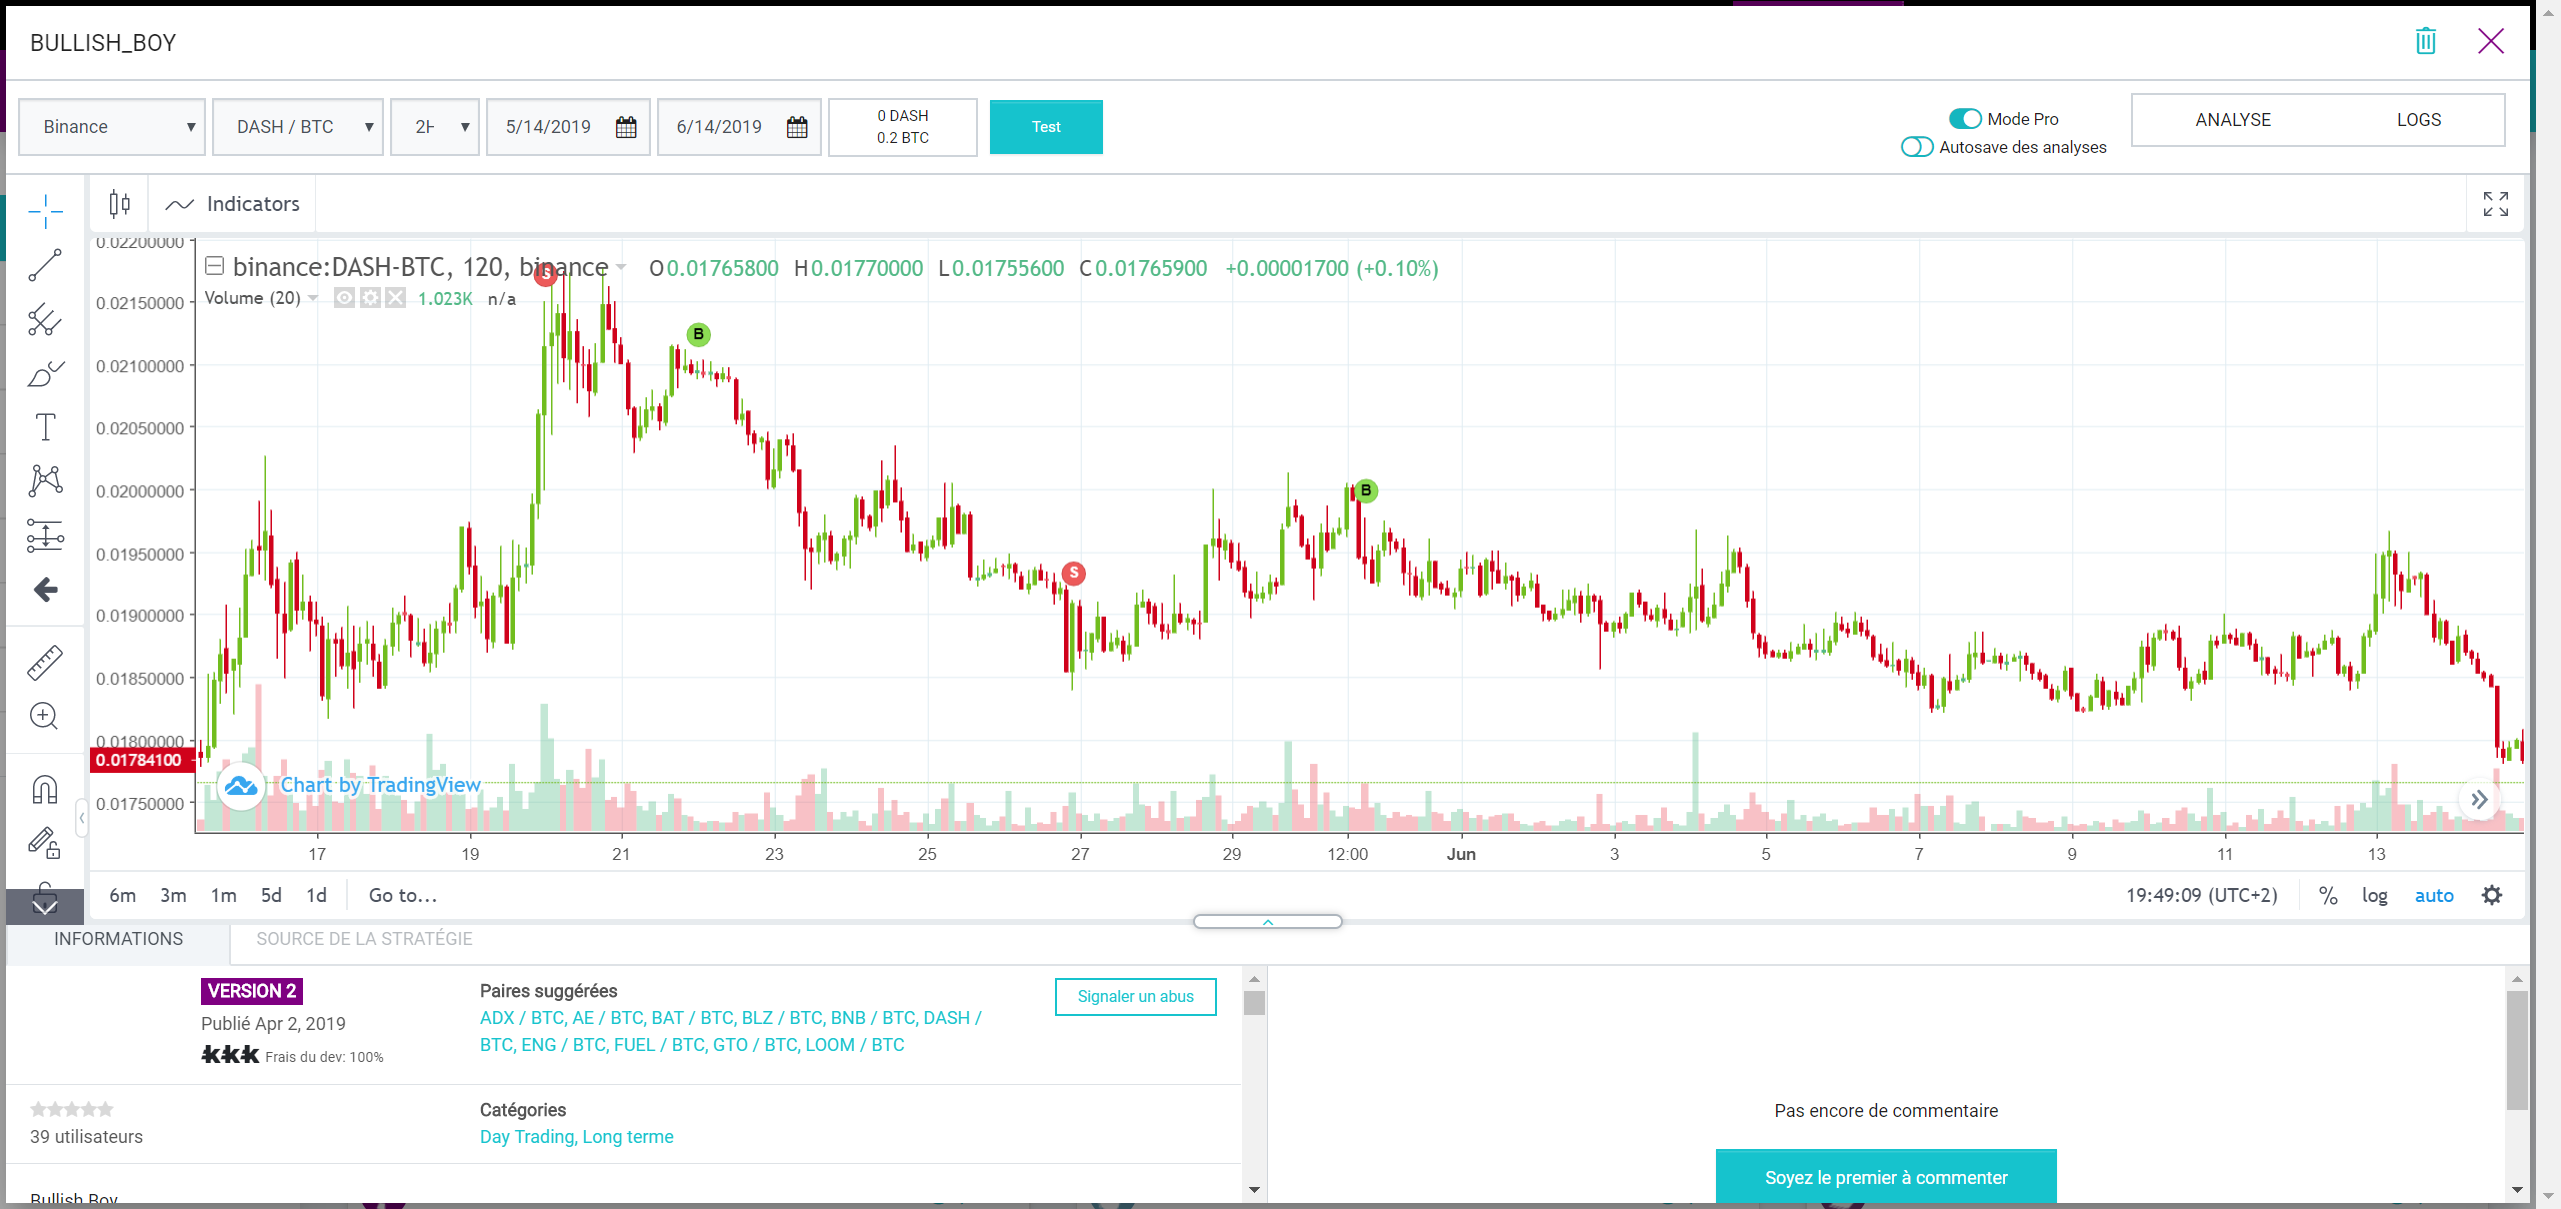 BULLISH_BOY
Binance
DASH / BTC
5/14/2019
6/14/2019
0 DASH
0.2 BTC
Test
Mode Pro
Autosave des analyses
ANALYSE
LOGS
Indicators
binance:DASH-BTC, 120, binance
O0.01765800 H0.01770000 L0.01755600 C0.01765900 +0.00001700 (+0.10%)
Volume (20) 1.023K n/a
0.02200000
0.02150000
0.02100000
0.02050000
0.02000000
0.01950000
0.01900000
0.01850000
0.01800000
0.01784100
0.01750000
S
B
S
B
Chart by TradingView
17 19 21 23 25 27 29 12:00 Jun 3 5 7 9 11 13
6m 3m 1m 5d 1d Go to...
19:49:09 (UTC+2) % log auto
INFORMATIONS
SOURCE DE LA STRATÉGIE
VERSION 2
Publié Apr 2, 2019
Frais du dev: 100%
Paires suggérées
ADX / BTC, AE / BTC, BAT / BTC, BLZ / BTC, BNB / BTC, DASH /
BTC, ENG / BTC, FUEL / BTC, GTO / BTC, LOOM / BTC
Signaler un abus
39 utilisateurs
Catégories
Day Trading, Long terme
Bullish Boy
Pas encore de commentaire
Soyez le premier à commenter